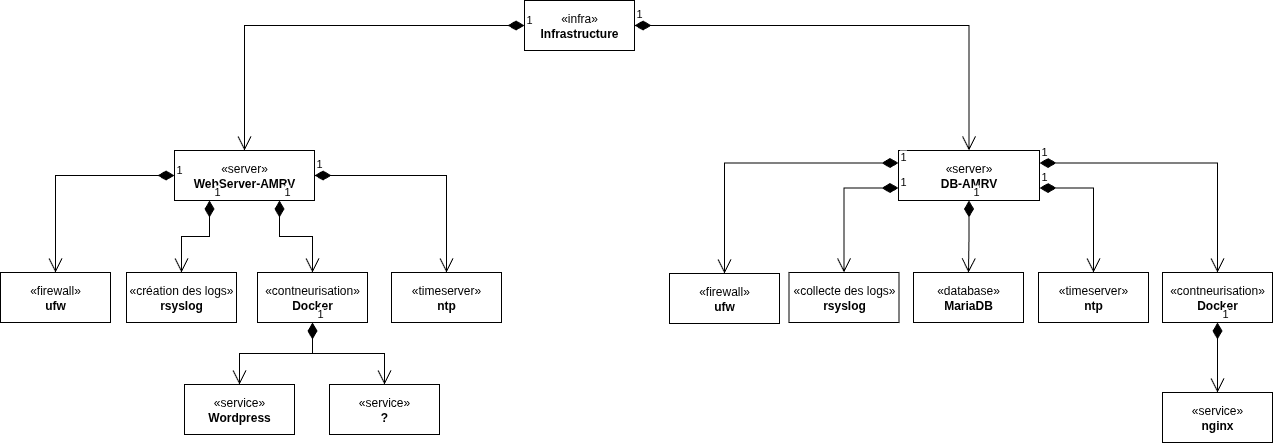 «infra»
Infrastructure
1
1
«server»
WebServer-AMRV
1
1
1
1
«server»
DB-AMRV
1
1
1
1
1
«firewall»
ufw
«création des logs»
rsyslog
«contneurisation»
Docker
1
«timeserver»
ntp
«firewall»
ufw
«collecte des logs»
rsyslog
«database»
MariaDB
«timeserver»
ntp
«contneurisation»
Docker
1
«service»
Wordpress
«service»
?
«service»
nginx